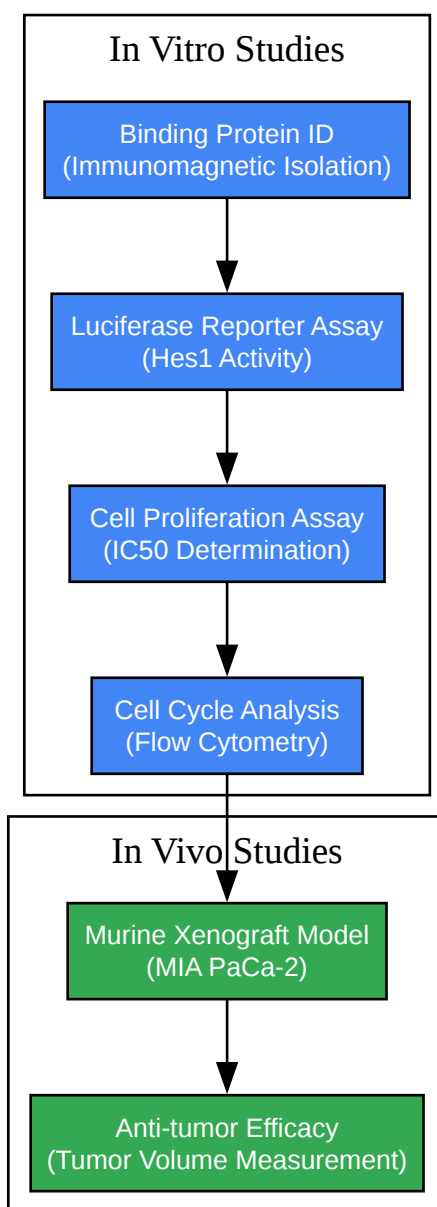 In Vitro Studies
Binding Protein ID
(Immunomagnetic Isolation)
Luciferase Reporter Assay
(Hes1 Activity)
Cell Proliferation Assay
(IC50 Determination)
Cell Cycle Analysis
(Flow Cytometry)
In Vivo Studies
Murine Xenograft Model
(MIA PaCa-2)
Anti-tumor Efficacy
(Tumor Volume Measurement)